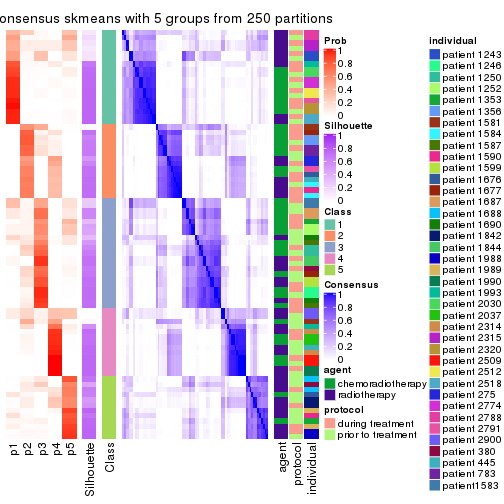 onsensus skmeans with 5 groups from 250 partitions
p1
p2
p3
p4
p5
Silhouette
Class
agent
protocol
individual
Prob
1
0.8
0.6
0.4
0.2
0
Silhouette
1
0.8
0.6
0.4
0.2
0
Class
1
2
3
4
5
Consensus
1
0.8
0.6
0.4
0.2
0
agent
chemoradiotherapy
radiotherapy
protocol
during treatment
prior to treatment
individual
patient 1243
patient 1246
patient 1250
patient 1252
patient 1353
patient 1356
patient 1581
patient 1584
patient 1587
patient 1590
patient 1599
patient 1676
patient 1677
patient 1687
patient 1688
patient 1690
patient 1842
patient 1844
patient 1988
patient 1989
patient 1990
patient 1993
patient 2030
patient 2037
patient 2314
patient 2315
patient 2320
patient 2509
patient 2512
patient 2518
patient 275
patient 2774
patient 2788
patient 2791
patient 2900
patient 380
patient 445
patient 783
patient1583